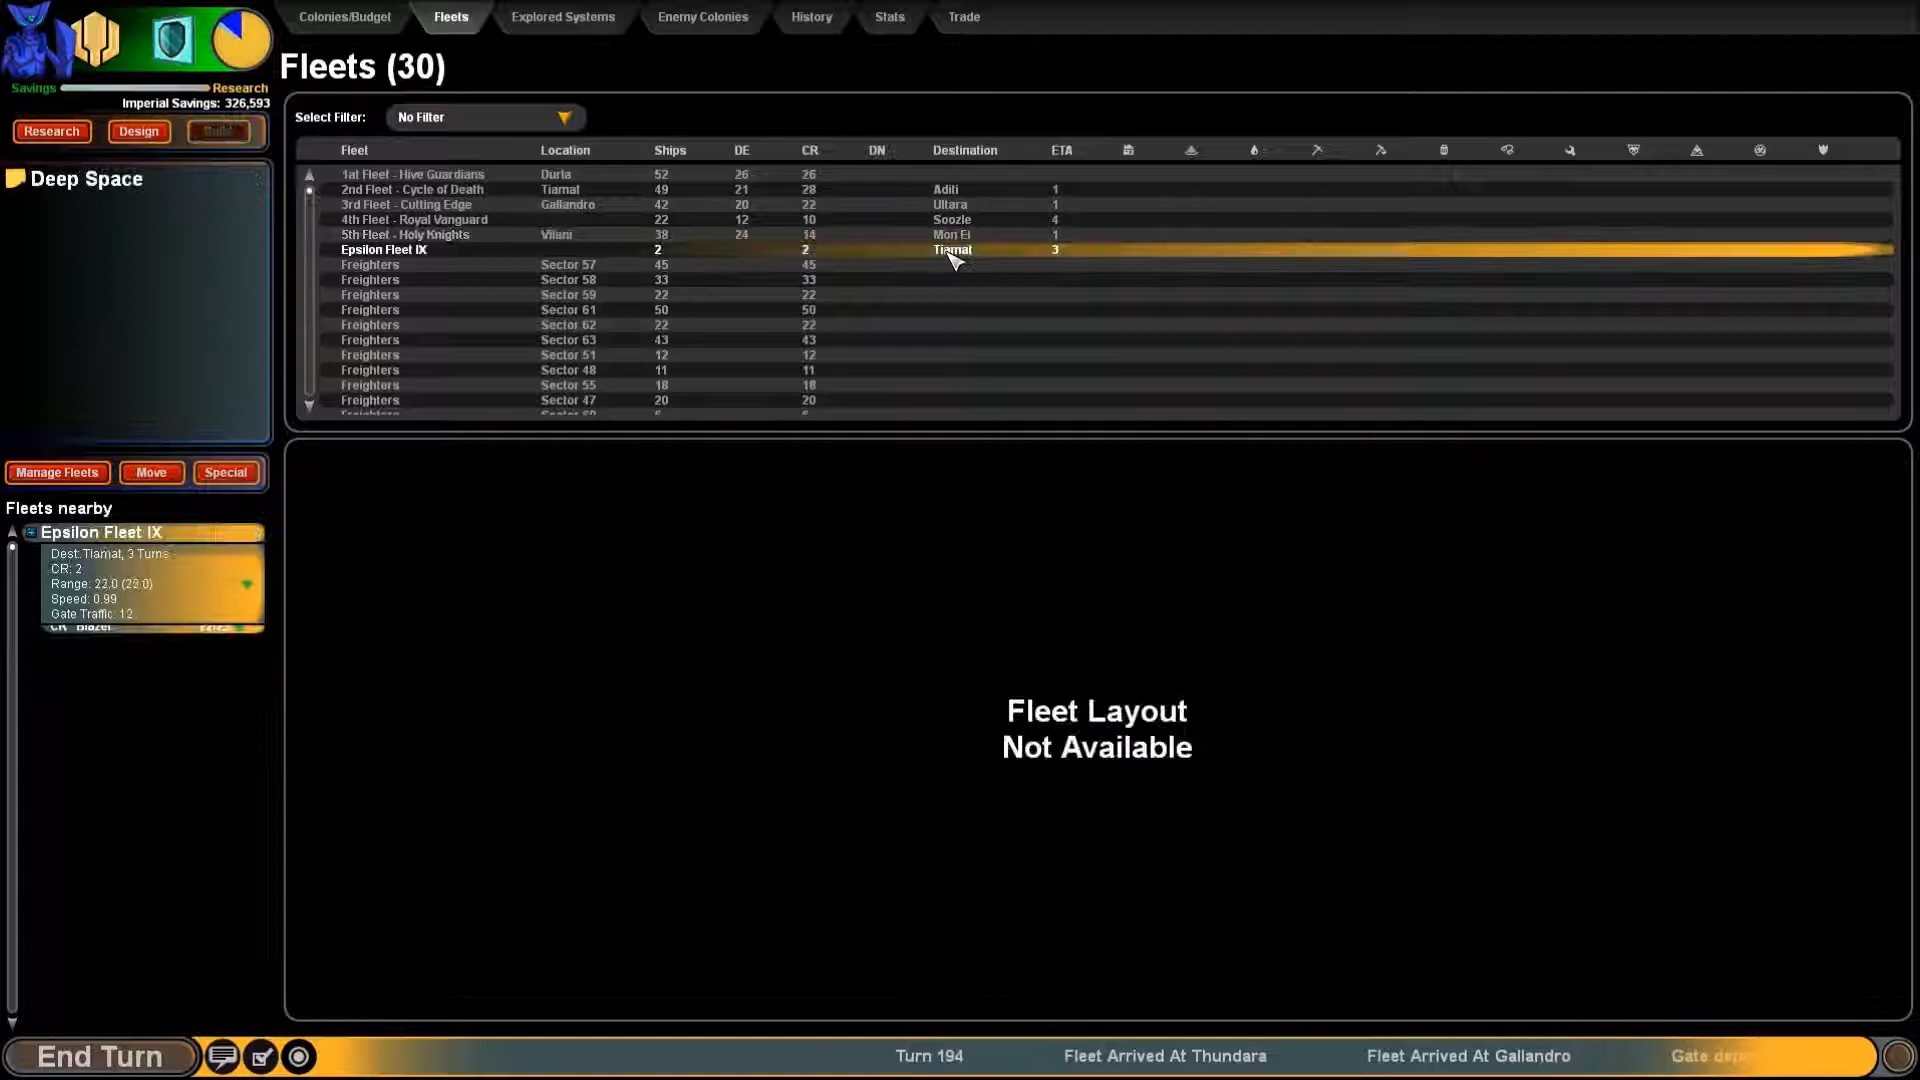 Colonies/Budget Fleets Explored Systems Enemy Colonies History Stats Trade
Savings Research
Imperial Savings: 326,593
Research Design Build
Deep Space
Manage Fleets Move Special
Fleets nearby
Epsilon Fleet IX
Dest: Tiamat, 3 Turns
CR: 2
Range: 23.0 (23.0)
Speed: 0.99
Gate Traffic: 12
CR Blazer
Fleets (30)
Select Filter: No Filter
Fleet Location Ships DE CR DN Destination ETA
1st Fleet - Hive Guardians Durla 52 26 26
2nd Fleet - Cycle of Death Tiamat 49 21 28 Aditi 1
3rd Fleet - Cutting Edge Gallandro 42 20 22 Ultara 1
4th Fleet - Royal Vanguard 22 12 10 Soozle 4
5th Fleet - Holy Knights Vilani 38 24 14 Mon El 1
Epsilon Fleet IX 2 2 Tiamat 3
Freighters Sector 57 45 45
Freighters Sector 58 33 33
Freighters Sector 59 22 22
Freighters Sector 61 50 50
Freighters Sector 62 22 22
Freighters Sector 63 43 43
Freighters Sector 51 12 12
Freighters Sector 48 11 11
Freighters Sector 55 18 18
Freighters Sector 47 20 20
Fleet Layout
Not Available
End Turn Turn 194 Fleet Arrived At Thundara Fleet Arrived At Gallandro Gate